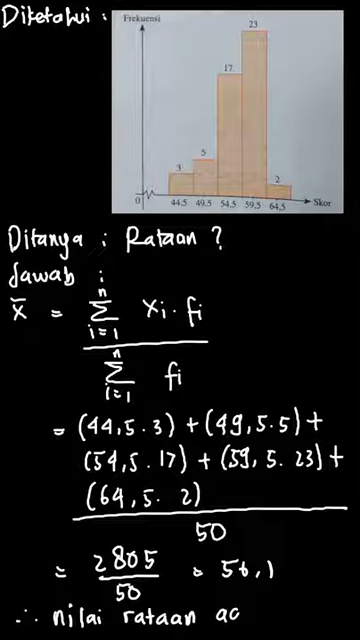 Diketahui :
Frekuensi
23
17
5
3
2
0
44,5 49,5 54,5 59,5 64,5
Skor
Ditanya : Rataan ?
Jawab :
x̄ = n
∑ xi . fi
i=1
n
∑ fi
i=1
= (44,5 . 3) + (49,5 . 5) +
(54,5 . 17) + (59,5 . 23) +
(64,5 . 2)
50
= 2805 = 56,1
50
∴ nilai rataan ad